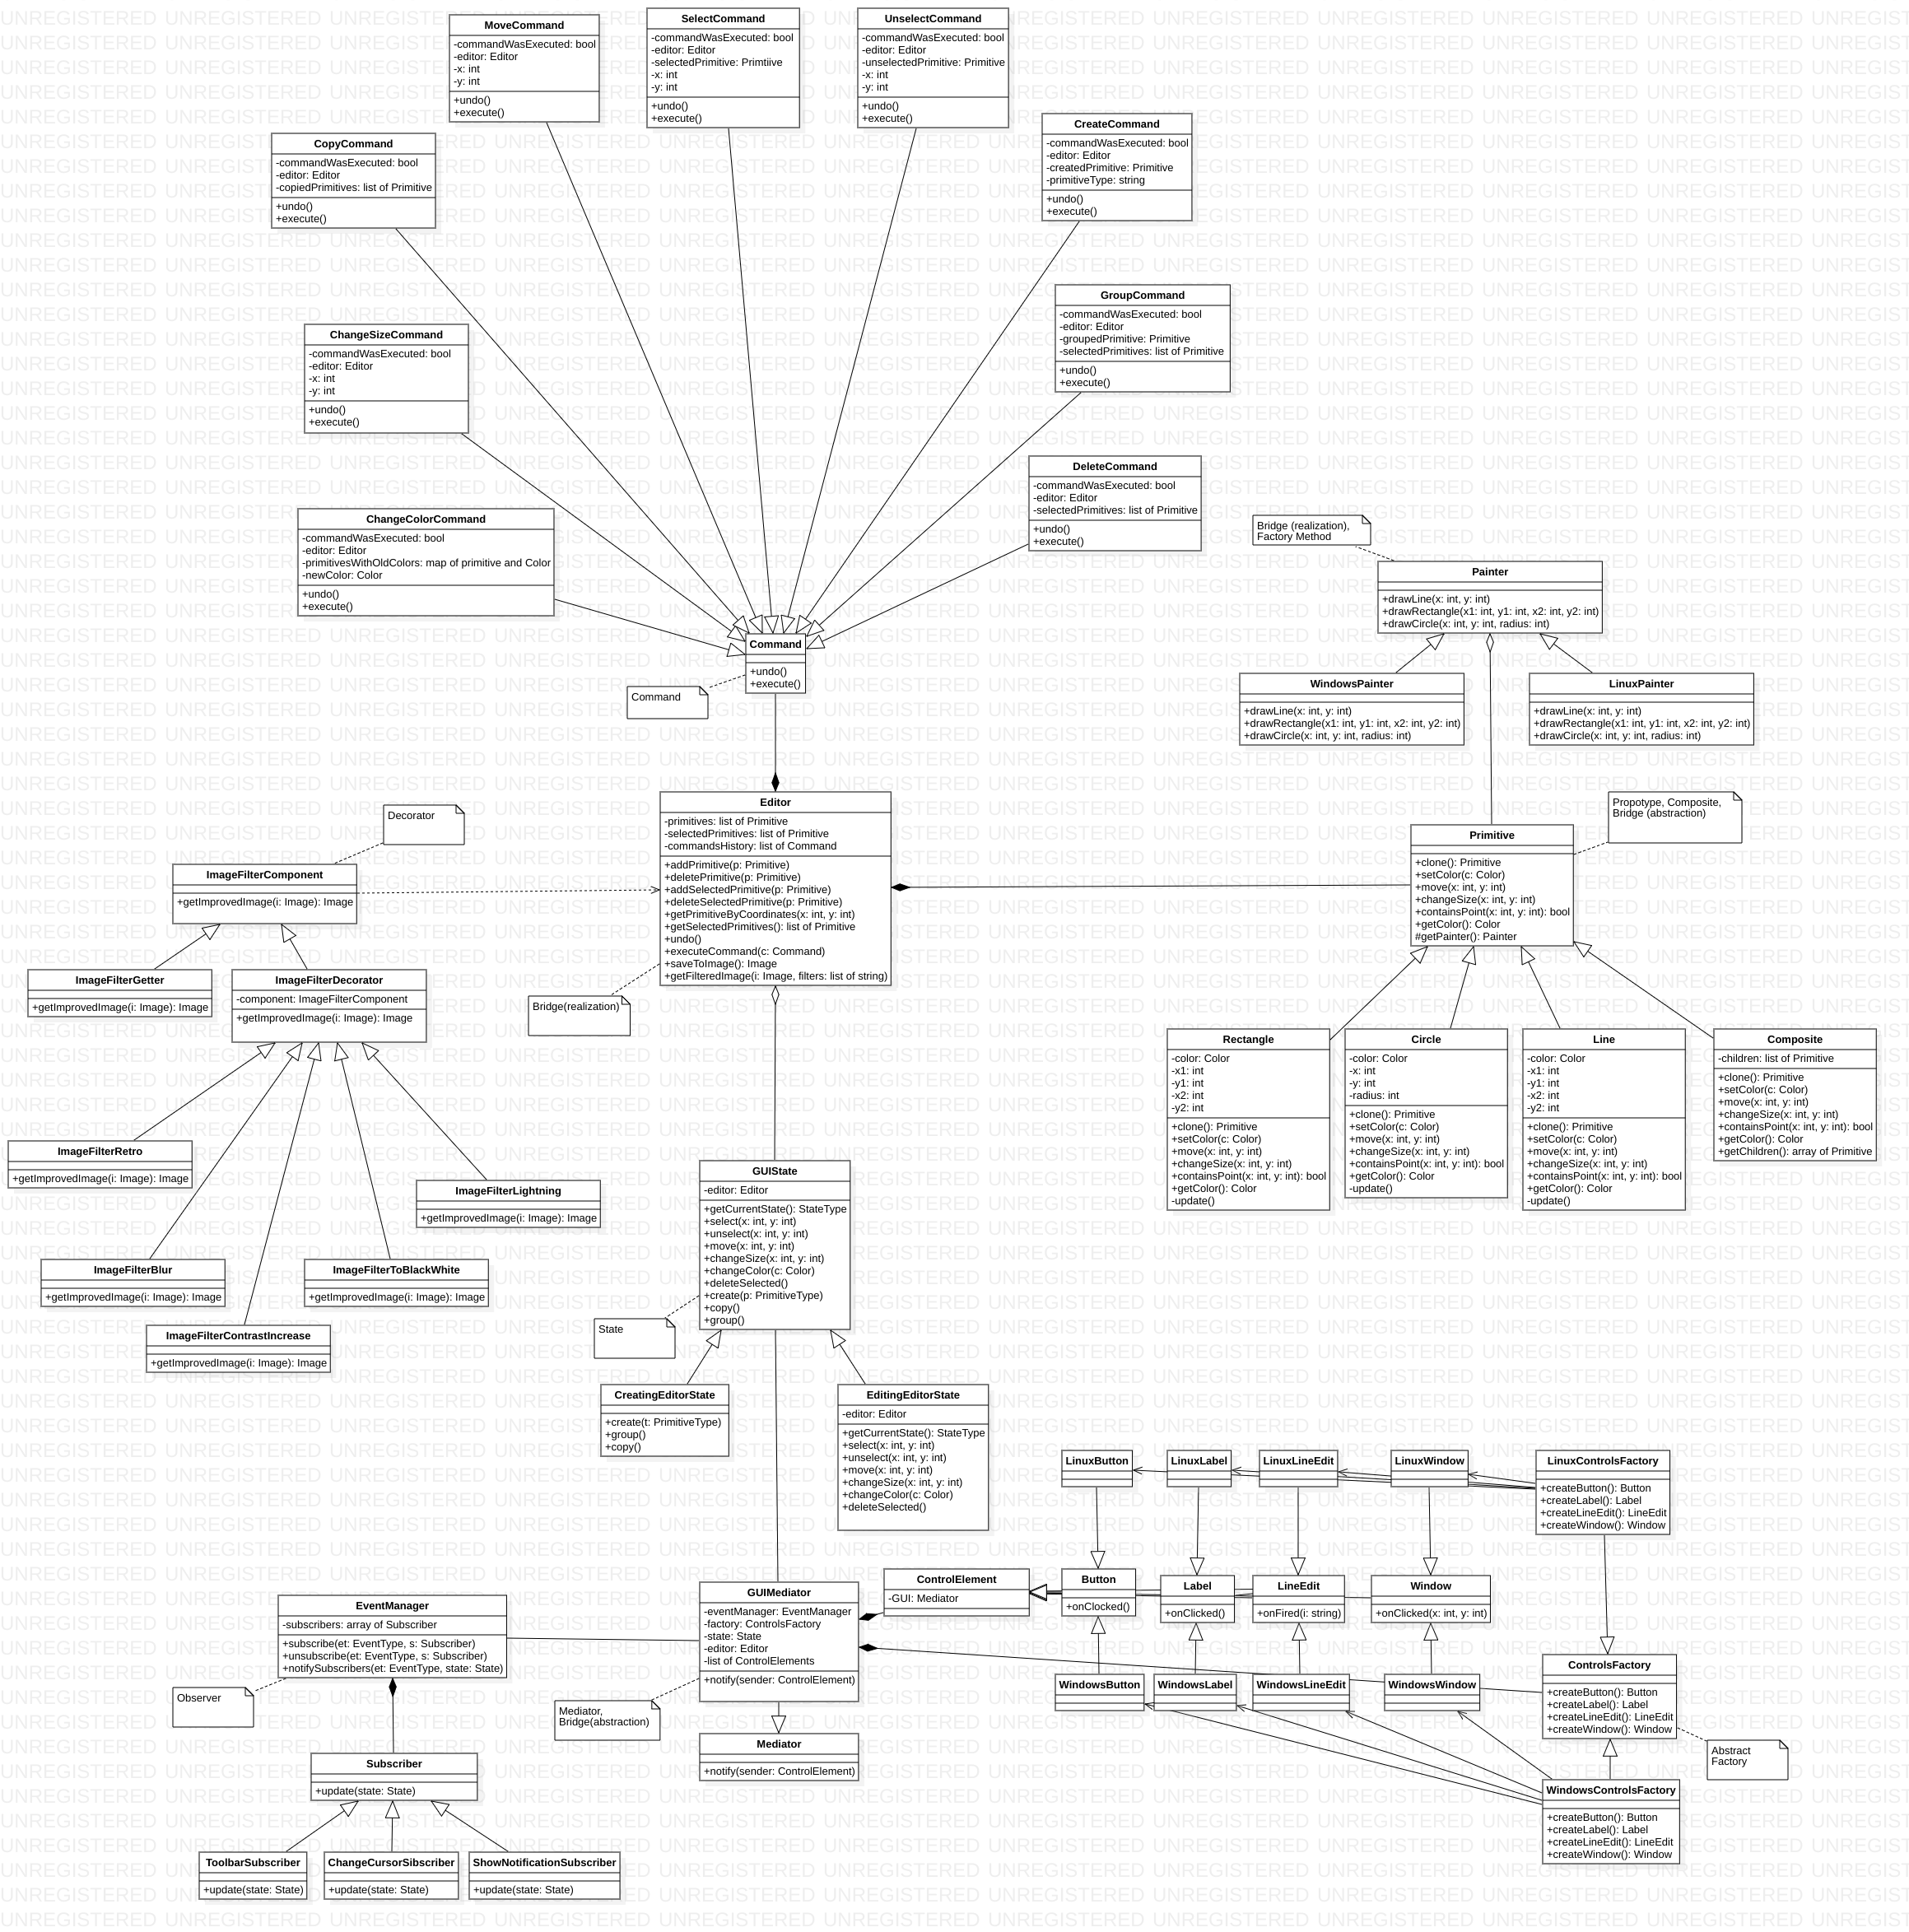 MoveCommand
-commandWasExecuted: bool
-editor: Editor
-x: int
-y: int
+undo()
+execute()
SelectCommand
-commandWasExecuted: bool
-editor: Editor
-selectedPrimitive: Primtiive
-x: int
-y: int
+undo()
+execute()
UnselectCommand
-commandWasExecuted: bool
-editor: Editor
-unselectedPrimitive: Primitive
-x: int
-y: int
+undo()
+execute()
CreateCommand
-commandWasExecuted: bool
-editor: Editor
-createdPrimitive: Primitive
-primitiveType: string
+undo()
+execute()
CopyCommand
-commandWasExecuted: bool
-editor: Editor
-copiedPrimitives: list of Primitive
+undo()
+execute()
GroupCommand
-commandWasExecuted: bool
-editor: Editor
-groupedPrimitive: Primitive
-selectedPrimitives: list of Primitive
+undo()
+execute()
ChangeSizeCommand
-commandWasExecuted: bool
-editor: Editor
-x: int
-y: int
+undo()
+execute()
DeleteCommand
-commandWasExecuted: bool
-editor: Editor
-selectedPrimitives: list of Primitive
+undo()
+execute()
ChangeColorCommand
-commandWasExecuted: bool
-editor: Editor
-primitivesWithOldColors: map of primitive and Color
-newColor: Color
+undo()
+execute()
Bridge (realization),
Factory Method
Painter
+drawLine(x: int, y: int)
+drawRectangle(x1: int, y1: int, x2: int, y2: int)
+drawCircle(x: int, y: int, radius: int)
Command
+undo()
+execute()
Command
WindowsPainter
+drawLine(x: int, y: int)
+drawRectangle(x1: int, y1: int, x2: int, y2: int)
+drawCircle(x: int, y: int, radius: int)
LinuxPainter
+drawLine(x: int, y: int)
+drawRectangle(x1: int, y1: int, x2: int, y2: int)
+drawCircle(x: int, y: int, radius: int)
Decorator
Editor
-primitives: list of Primitive
-selectedPrimitives: list of Primitive
-commandsHistory: list of Command
+addPrimitive(p: Primitive)
+deletePrimitive(p: Primitive)
+addSelectedPrimitive(p: Primitive)
+deleteSelectedPrimitive(p: Primitive)
+getPrimitiveByCoordinates(x: int, y: int)
+getSelectedPrimitives(): list of Primitive
+undo()
+executeCommand(c: Command)
+saveToImage(): Image
+getFilteredImage(i: Image, filters: list of string)
Propotype, Composite,
Bridge (abstraction)
Primitive
+clone(): Primitive
+setColor(c: Color)
+move(x: int, y: int)
+changeSize(x: int, y: int)
+containsPoint(x: int, y: int): bool
+getColor(): Color
#getPainter(): Painter
ImageFilterComponent
+getImprovedImage(i: Image): Image
ImageFilterGetter
+getImprovedImage(i: Image): Image
ImageFilterDecorator
-component: ImageFilterComponent
+getImprovedImage(i: Image): Image
Bridge(realization)
Rectangle
-color: Color
-x1: int
-y1: int
-x2: int
-y2: int
+clone(): Primitive
+setColor(c: Color)
+move(x: int, y: int)
+changeSize(x: int, y: int)
+containsPoint(x: int, y: int): bool
+getColor(): Color
-update()
Circle
-color: Color
-x: int
-y: int
-radius: int
+clone(): Primitive
+setColor(c: Color)
+move(x: int, y: int)
+changeSize(x: int, y: int)
+containsPoint(x: int, y: int): bool
+getColor(): Color
-update()
Line
-color: Color
-x1: int
-y1: int
-x2: int
-y2: int
+clone(): Primitive
+setColor(c: Color)
+move(x: int, y: int)
+changeSize(x: int, y: int)
+containsPoint(x: int, y: int): bool
+getColor(): Color
-update()
Composite
-children: list of Primitive
+clone(): Primitive
+setColor(c: Color)
+move(x: int, y: int)
+changeSize(x: int, y: int)
+containsPoint(x: int, y: int): bool
+getColor(): Color
+getChildren(): array of Primitive
ImageFilterRetro
+getImprovedImage(i: Image): Image
ImageFilterLightning
+getImprovedImage(i: Image): Image
ImageFilterBlur
+getImprovedImage(i: Image): Image
ImageFilterToBlackWhite
+getImprovedImage(i: Image): Image
ImageFilterContrastIncrease
+getImprovedImage(i: Image): Image
GUIState
-editor: Editor
+getCurrentState(): StateType
+select(x: int, y: int)
+unselect(x: int, y: int)
+move(x: int, y: int)
+changeSize(x: int, y: int)
+changeColor(c: Color)
+deleteSelected()
+create(p: PrimitiveType)
+copy()
+group()
State
CreatingEditorState
+create(t: PrimitiveType)
+group()
+copy()
EditingEditorState
-editor: Editor
+getCurrentState(): StateType
+select(x: int, y: int)
+unselect(x: int, y: int)
+move(x: int, y: int)
+changeSize(x: int, y: int)
+changeColor(c: Color)
+deleteSelected()
LinuxButton
LinuxLabel
LinuxLineEdit
LinuxWindow
LinuxControlsFactory
+createButton(): Button
+createLabel(): Label
+createLineEdit(): LineEdit
+createWindow(): Window
ControlElement
-GUI: Mediator
Button
+onClocked()
Label
+onClicked()
LineEdit
+onFired(i: string)
Window
+onClicked(x: int, y: int)
GUIMediator
-eventManager: EventManager
-factory: ControlsFactory
-state: State
-editor: Editor
-list of ControlElements
+notify(sender: ControlElement)
EventManager
-subscribers: array of Subscriber
+subscribe(et: EventType, s: Subscriber)
+unsubscribe(et: EventType, s: Subscriber)
+notifySubscribers(et: EventType, state: State)
Observer
Mediator,
Bridge(abstraction)
WindowsButton
WindowsLabel
WindowsLineEdit
WindowsWindow
ControlsFactory
+createButton(): Button
+createLabel(): Label
+createLineEdit(): LineEdit
+createWindow(): Window
Abstract
Factory
Mediator
+notify(sender: ControlElement)
Subscriber
+update(state: State)
WindowsControlsFactory
+createButton(): Button
+createLabel(): Label
+createLineEdit(): LineEdit
+createWindow(): Window
ToolbarSubscriber
+update(state: State)
ChangeCursorSibscriber
+update(state: State)
ShowNotificationSubscriber
+update(state: State)